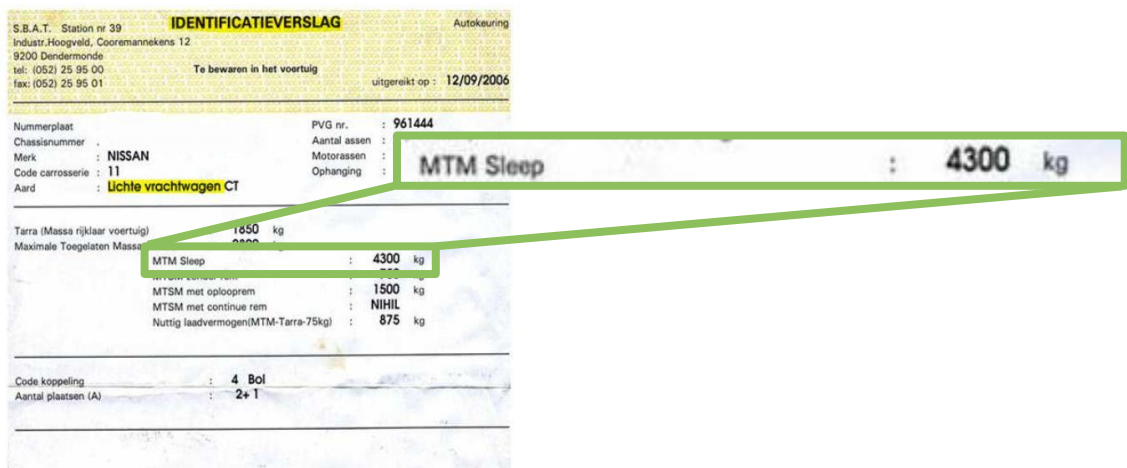 S.B.A.T. Station nr 39 IDENTIFICATIEVERSLAG Autokeuring
Industr.Hoogveld, Cooremannekens 12
9200 Dendermonde
tel: (052) 25 95 00 Te bewaren in het voertuig
fax: (052) 25 95 01 uitgereikt op : 12/09/2006
Nummerplaat PVG nr. : 961444
Chassisnummer . Aantal assen :
Merk : NISSAN Motorassen :
Code carrosserie : 11 Ophanging :
Aard : Lichte vrachtwagen CT
MTM Sleep : 4300 kg
Tarra (Massa rijklaar voertuig) 1850 kg
Maximale Toegelaten Massa
MTM Sleep : 4300 kg
MTSM met oplooprem : 1500 kg
MTSM met continue rem : NIHIL
Nuttig laadvermogen(MTM-Tarra-75kg) : 875 kg
Code koppeling : 4 Bol
Aantal plaatsen (A) : 2+ 1